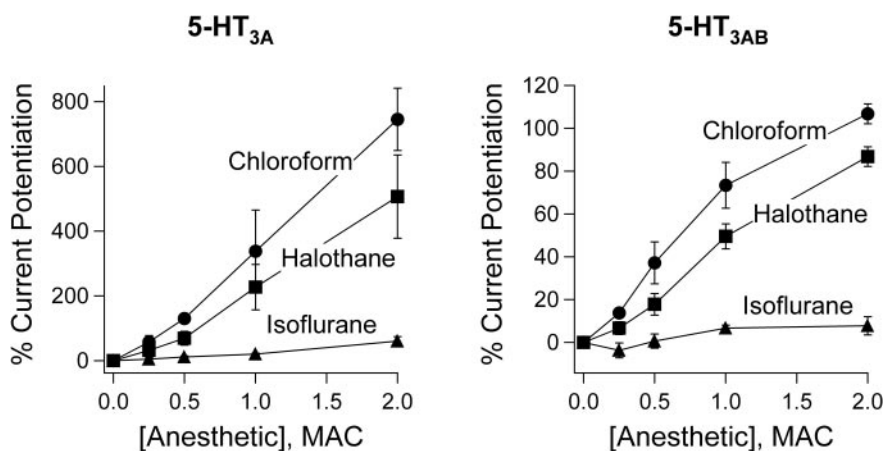 5-HT3A
% Current Potentiation
800
600
400
200
0
Chloroform
Halothane
Isoflurane
0.0 0.5 1.0 1.5 2.0
[Anesthetic], MAC
5-HT3AB
% Current Potentiation
120
100
80
60
40
20
0
Chloroform
Halothane
Isoflurane
0.0 0.5 1.0 1.5 2.0
[Anesthetic], MAC